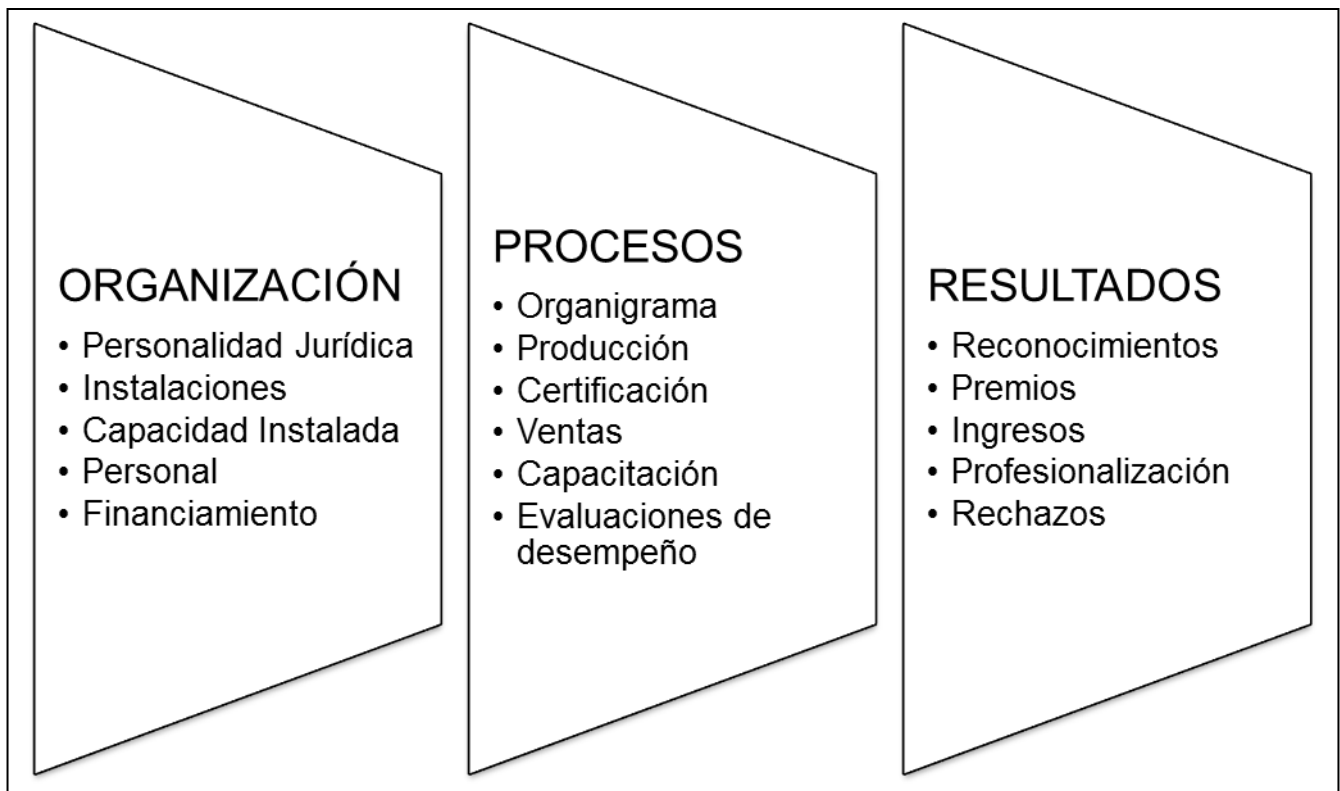 ORGANIZACIÓN
• Personalidad Jurídica
• Instalaciones
• Capacidad Instalada
• Personal
• Financiamiento
PROCESOS
• Organigrama
• Producción
• Certificación
• Ventas
• Capacitación
• Evaluaciones de
desempeño
RESULTADOS
• Reconocimientos
• Premios
• Ingresos
• Profesionalización
• Rechazos